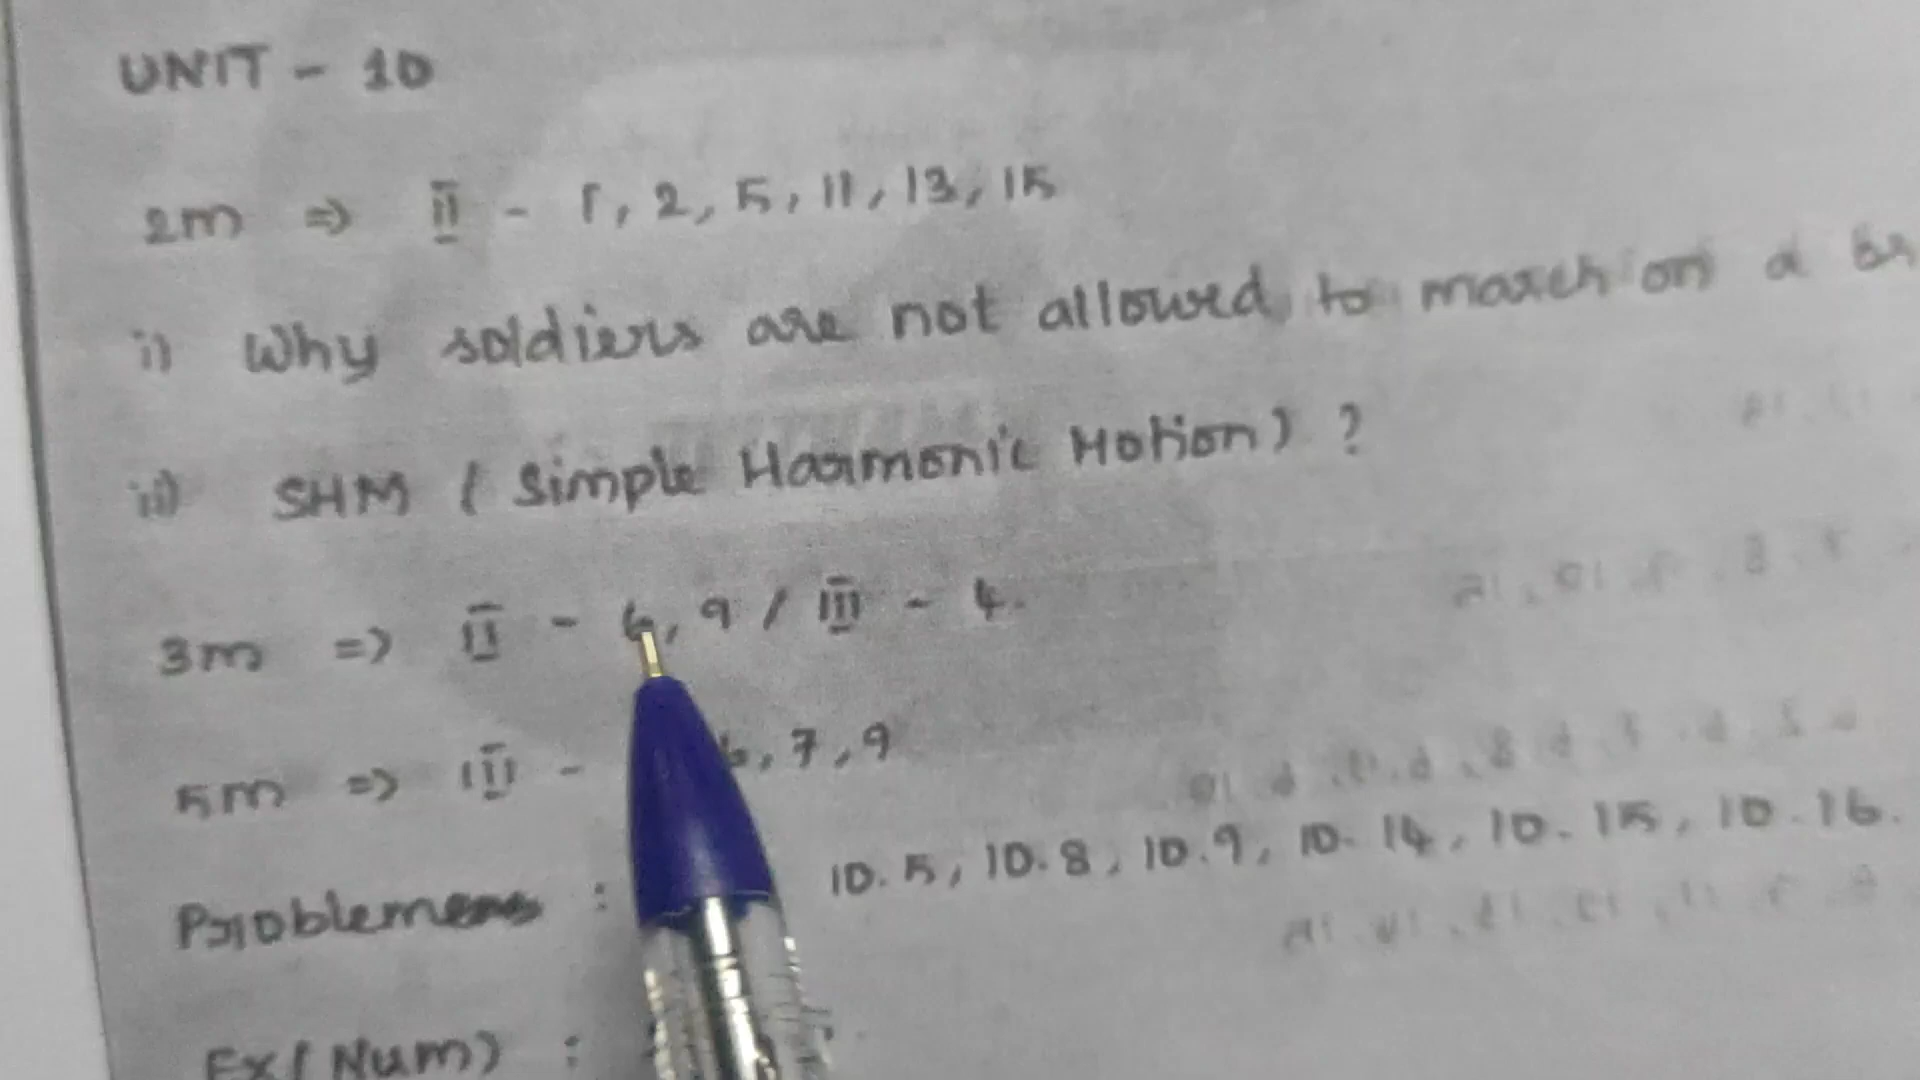 UNIT - 10
2m => II - 1, 2, 5, 11, 13, 15
i) Why soldiers are not allowed to march on a
ii) SHM ( Simple Harmonic Motion ) ?
3m => II - 6, 9 / III - 4.
5m => III - 6, 7, 9
10.5, 10.8, 10.9, 10.14, 10.15, 10.16.
Ex ( Num ) :